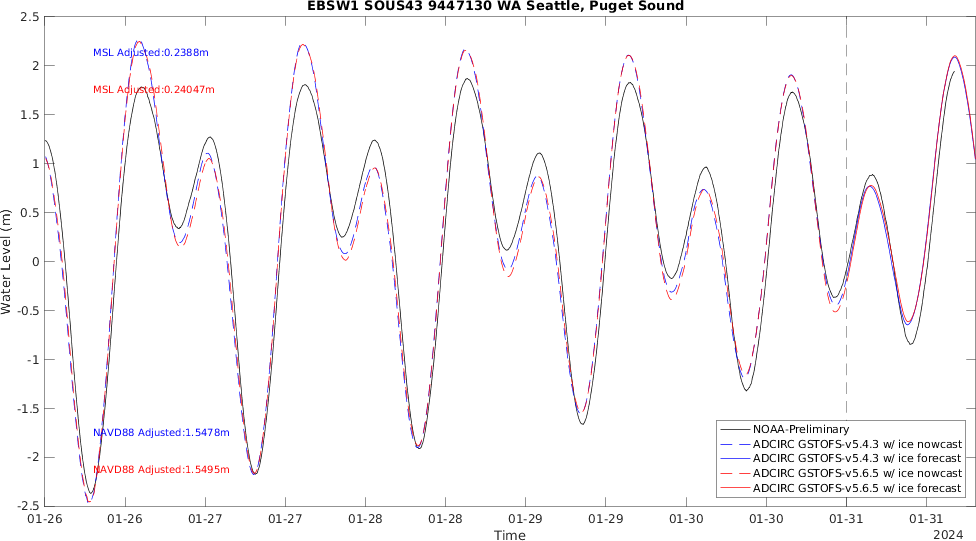 EBSW1 SOUS43 9447130 WA Seattle, Puget Sound
2.5
2
1.5
1
0.5
0
-0.5
-1
-1.5
-2
-2.5
Water Level (m)
MSL Adjusted:0.2388m
MSL Adjusted:0.24047m
NAVD88 Adjusted:1.5478m
NAVD88 Adjusted:1.5495m
NOAA-Preliminary
ADCIRC GSTOFS-v5.4.3 w/ ice nowcast
ADCIRC GSTOFS-v5.4.3 w/ ice forecast
ADCIRC GSTOFS-v5.6.5 w/ ice nowcast
ADCIRC GSTOFS-v5.6.5 w/ ice forecast
01-26 01-26 01-27 01-27 01-28 01-28 01-29 01-29 01-30 01-30 01-31 01-31
2024
Time